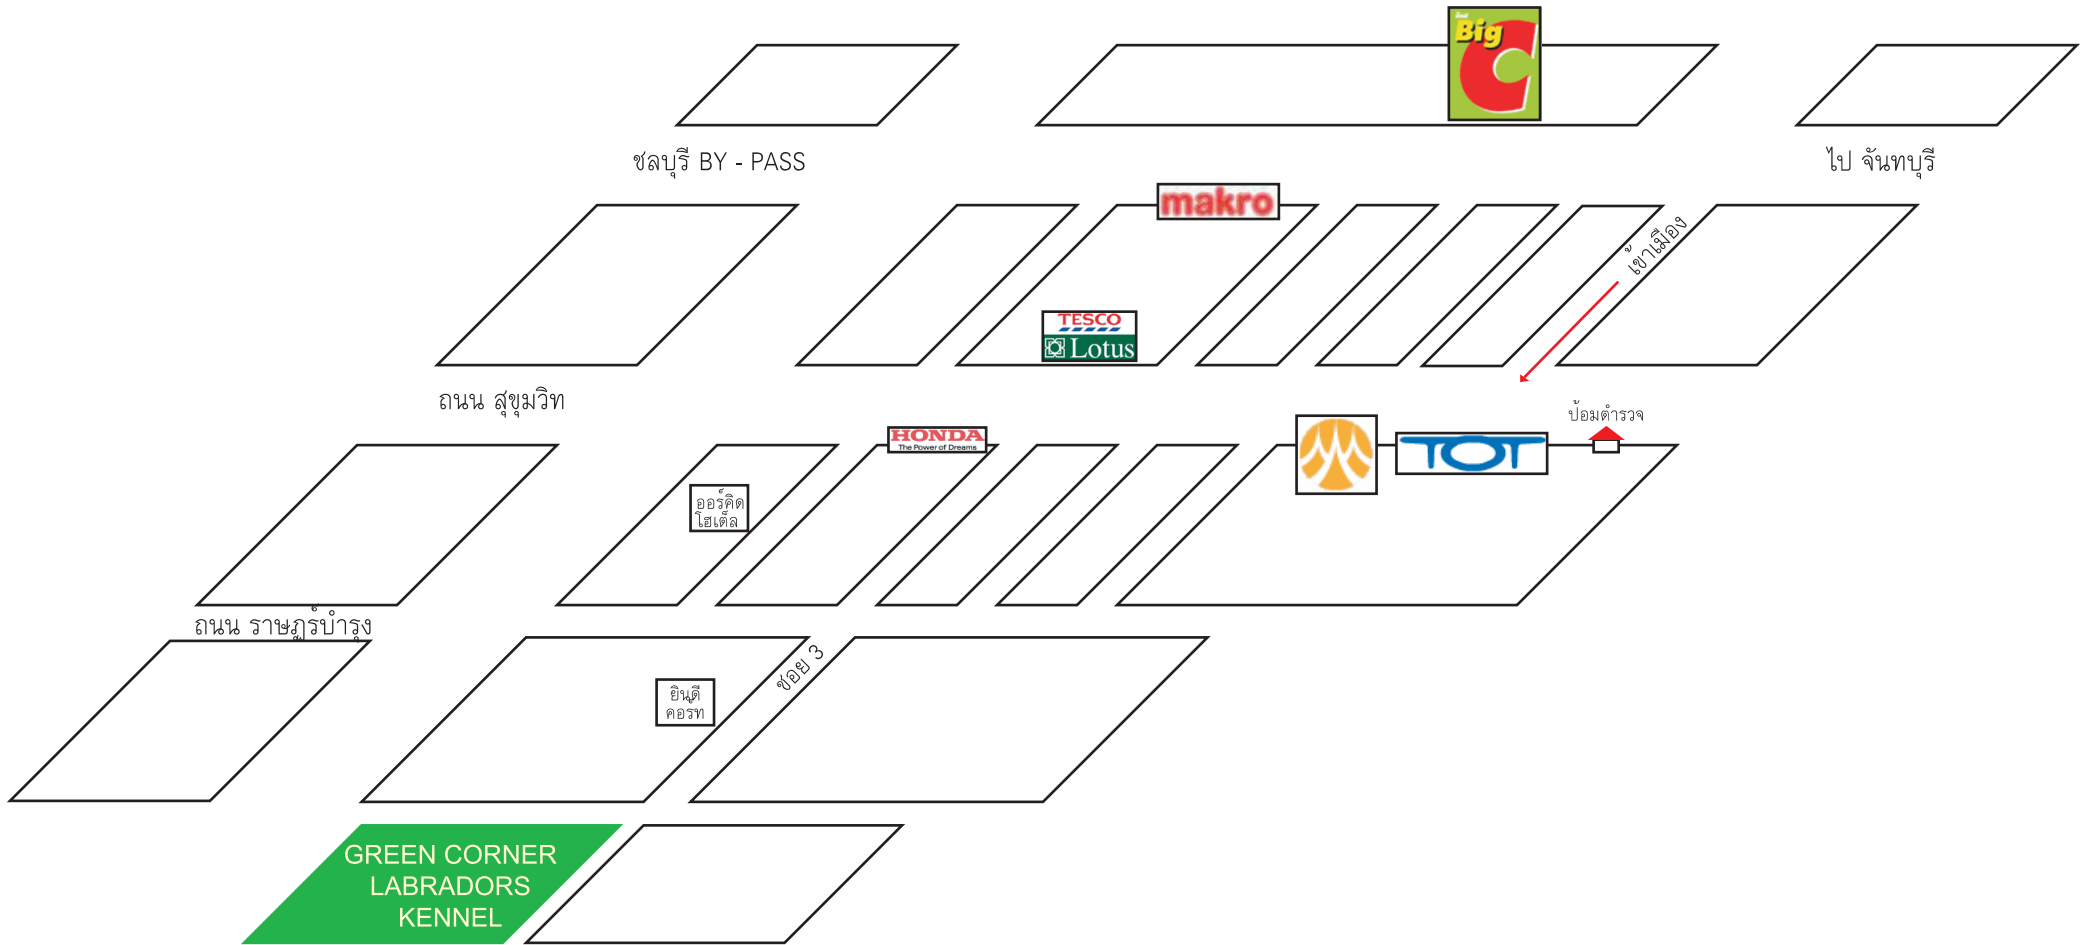 Big
C
ชลบุรี BY - PASS
ไป จันทบุรี
makro
เข้าเมือง
TESCO
Lotus
ถนน สุขุมวิท
ป้อมตำรวจ
HONDA
The Power of Dreams
TOT
ออร์คิด
โฮเต็ล
ถนน ราษฎร์บำรุง
ซอย 3
ยินดี
คอร์ท
GREEN CORNER
LABRADORS
KENNEL